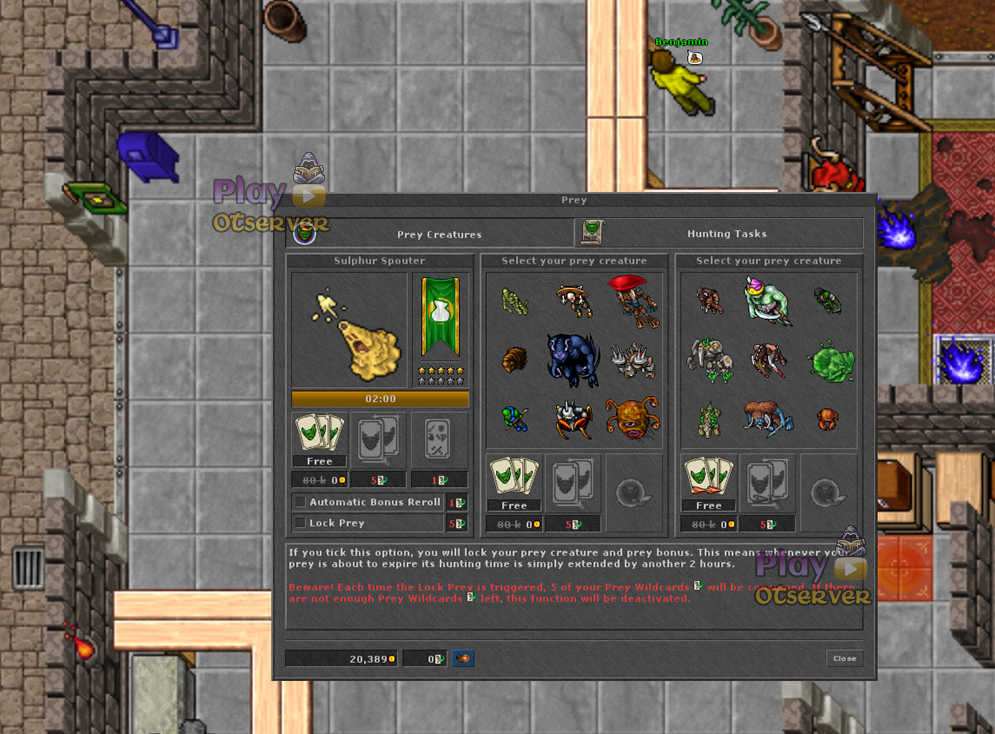 Benjamin
Play
Otserver
Prey
Prey Creatures
Hunting Tasks
Sulphur Spouter
Select your prey creature
Select your prey creature
02:00
Free
80 k 0
5
1
Free
80 k 0
5
Free
80 k 0
5
Automatic Bonus Reroll 1
Lock Prey 5
If you tick this option, you will lock your prey creature and prey bonus. This means whenever your
prey is about to expire its hunting time is simply extended by another 2 hours.
Beware! Each time the Lock Prey is triggered, 5 of your Prey Wildcards will be If there
are not enough Prey Wildcards left, this function will be deactivated.
Play
Otserver
20,389
0
Close